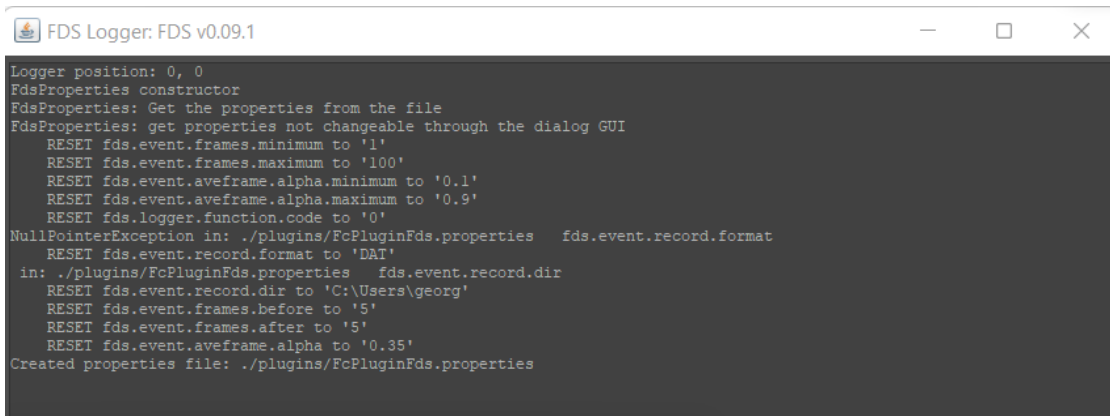 FDS Logger: FDS v0.09.1
Logger position: 0, 0
FdsProperties constructor
FdsProperties: Get the properties from the file
FdsProperties: get properties not changeable through the dialog GUI
    RESET fds.event.frames.minimum to '1'
    RESET fds.event.frames.maximum to '100'
    RESET fds.event.aveframe.alpha.minimum to '0.1'
    RESET fds.event.aveframe.alpha.maximum to '0.9'
    RESET fds.logger.function.code to '0'
NullPointerException in: ./plugins/FcPluginFds.properties   fds.event.record.format
    RESET fds.event.record.format to 'DAT'
 in: ./plugins/FcPluginFds.properties   fds.event.record.dir
    RESET fds.event.record.dir to 'C:\Users\georg'
    RESET fds.event.frames.before to '5'
    RESET fds.event.frames.after to '5'
    RESET fds.event.aveframe.alpha to '0.35'
Created properties file: ./plugins/FcPluginFds.properties